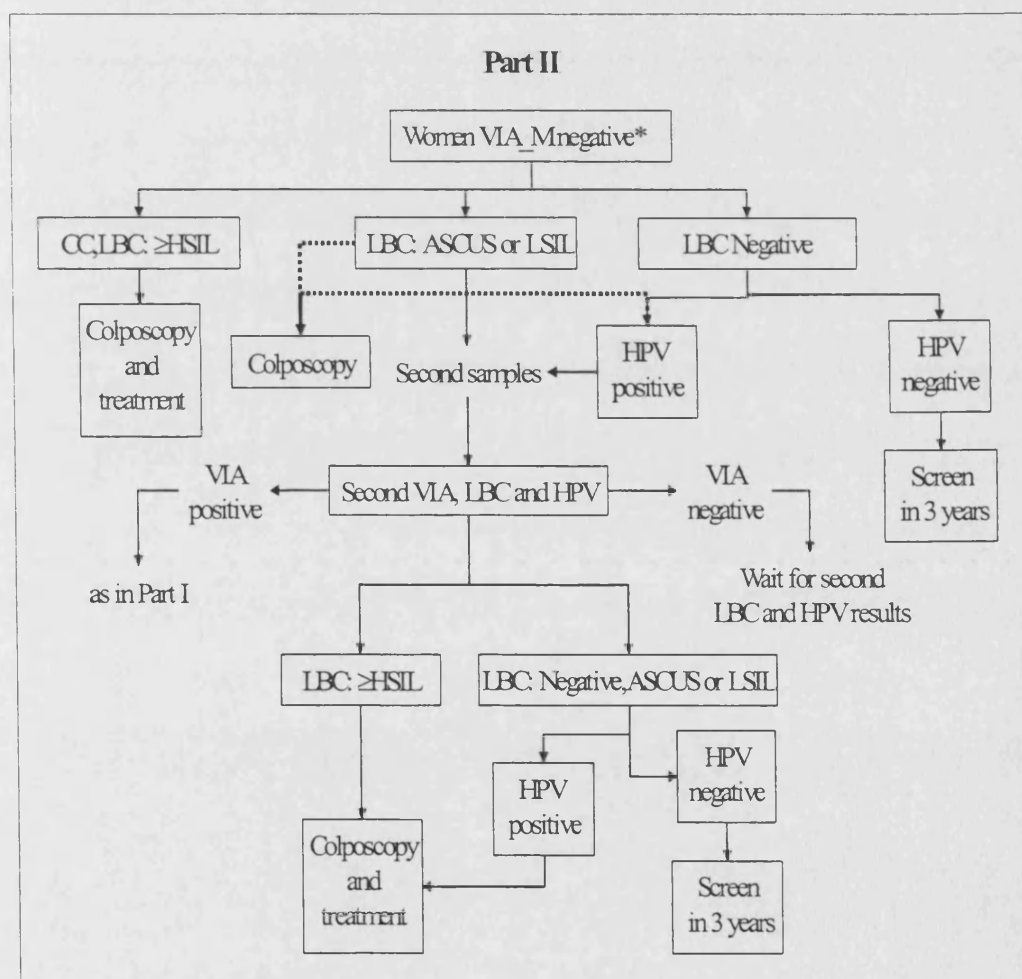 Part II
Women VIA_M negative*
CC, LBC: ≥HSIL
LBC: ASCUS or LSIL
LBC Negative
Colposcopy
and
treatment
Colposcopy
Second samples
HPV
positive
HPV
negative
Screen
in 3 years
VIA
positive
Second VIA, LBC and HPV
VIA
negative
as in Part I
Wait for second
LBC and HPV results
LBC: ≥HSIL
LBC: Negative, ASCUS or LSIL
HPV
positive
HPV
negative
Colposcopy
and
treatment
Screen
in 3 years